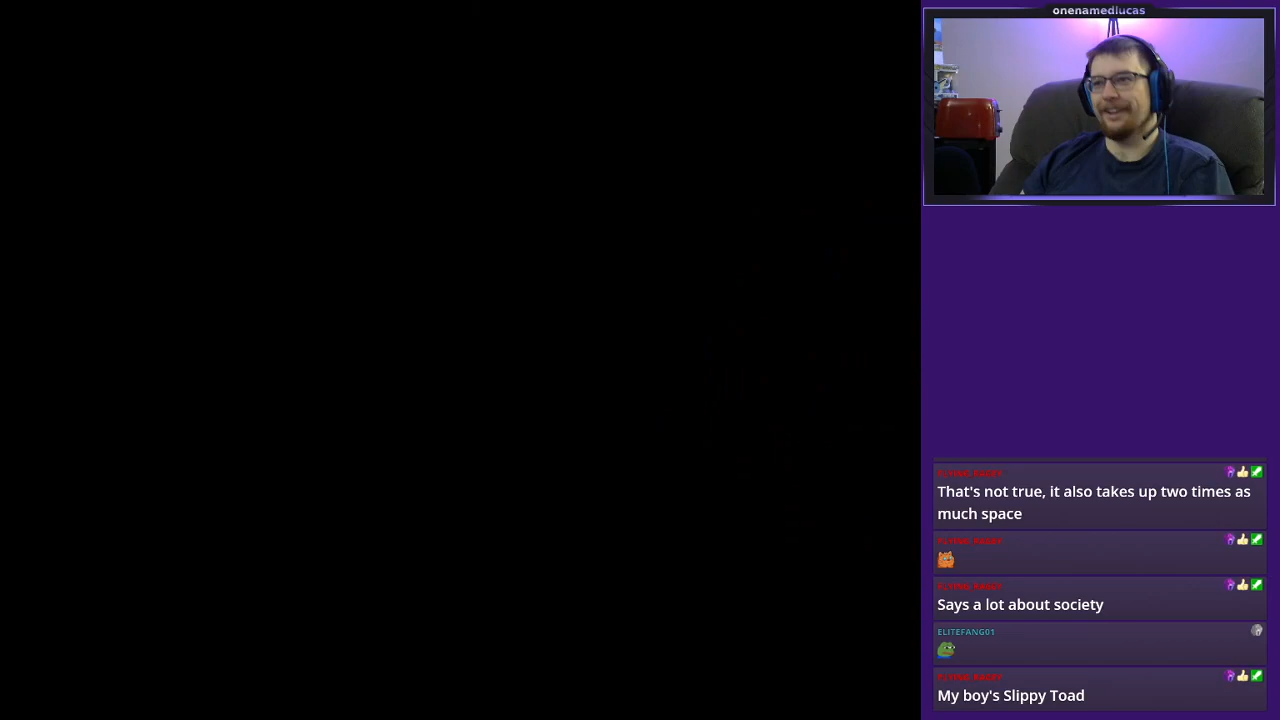 onenamedlucas
That's not true, it also takes up two times as
much space
Says a lot about society
ELITEFANG01
My boy's Slippy Toad